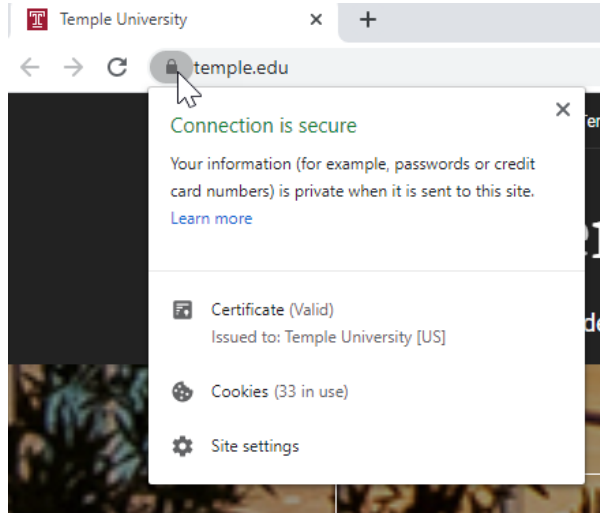 Temple University
temple.edu
Connection is secure
Your information (for example, passwords or credit
card numbers) is private when it is sent to this site.
Learn more
Certificate (Valid)
Issued to: Temple University [US]
Cookies (33 in use)
Site settings